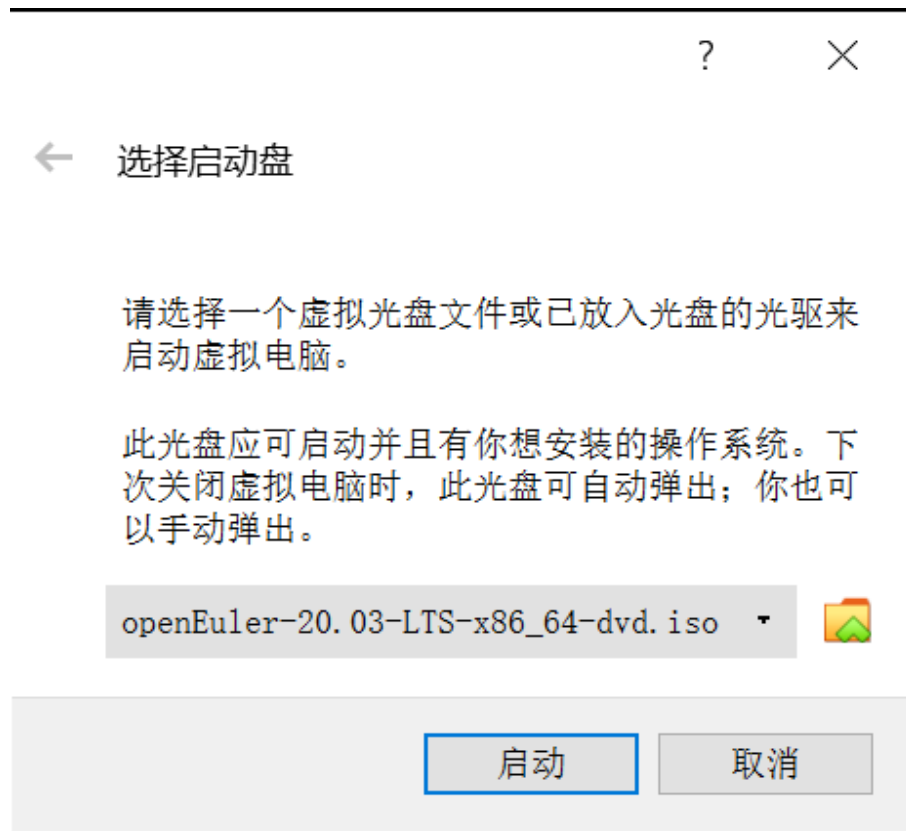 ?
选择启动盘
请选择一个虚拟光盘文件或已放入光盘的光驱来
启动虚拟电脑。
此光盘应可启动并且有你想安装的操作系统。下
次关闭虚拟电脑时，此光盘可自动弹出；你也可
以手动弹出。
openEuler-20.03-LTS-x86_64-dvd.iso
启动 取消